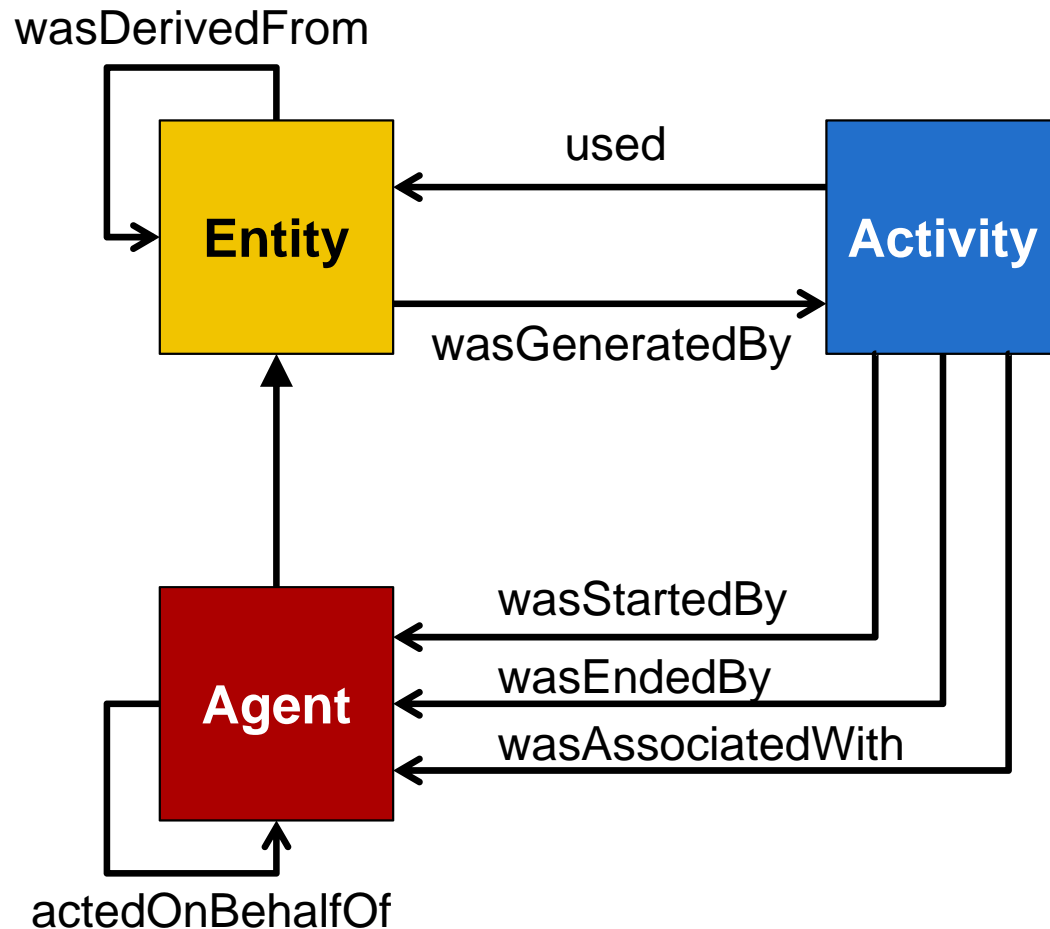 wasDerivedFrom
used
Entity
Activity
wasGeneratedBy
wasStartedBy
wasEndedBy
Agent
wasAssociatedWith
actedOnBehalfOf